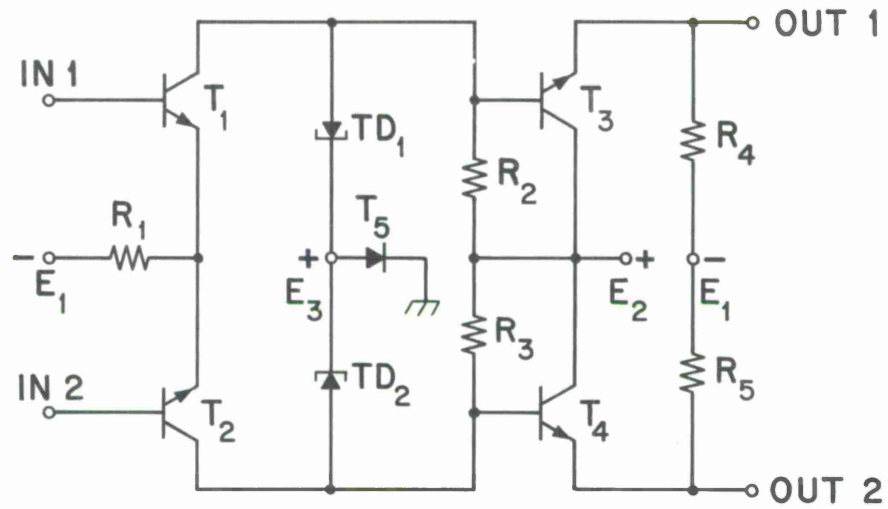 OUT 1
IN 1
T1
TD1
T3
R4
R2
R1
T5
− E1
+ E3
E2 +
− E1
R3
IN 2
TD2
R5
T2
T4
OUT 2